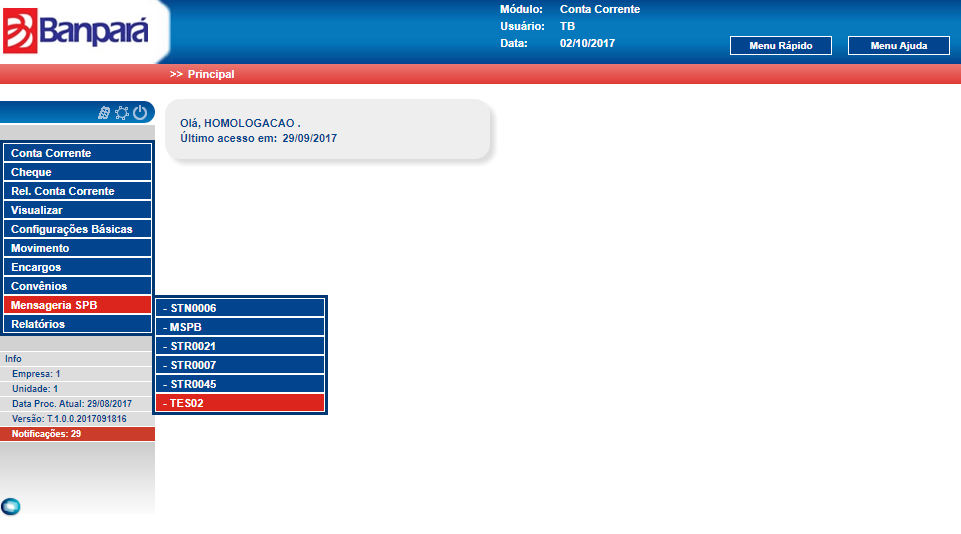 Banpará
Módulo: Conta Corrente
Usuário: TB
Data: 02/10/2017
Menu Rápido
Menu Ajuda
>> Principal
Olá, HOMOLOGACAO .
Último acesso em: 29/09/2017
Conta Corrente
Cheque
Rel. Conta Corrente
Visualizar
Configurações Básicas
Movimento
Encargos
Convênios
Mensageria SPB
Relatórios
- STN0006
- MSPB
- STR0021
- STR0007
- STR0045
- TES02
Info
Empresa: 1
Unidade: 1
Data Proc. Atual: 29/08/2017
Versão: T.1.0.0.2017091816
Notificações: 29